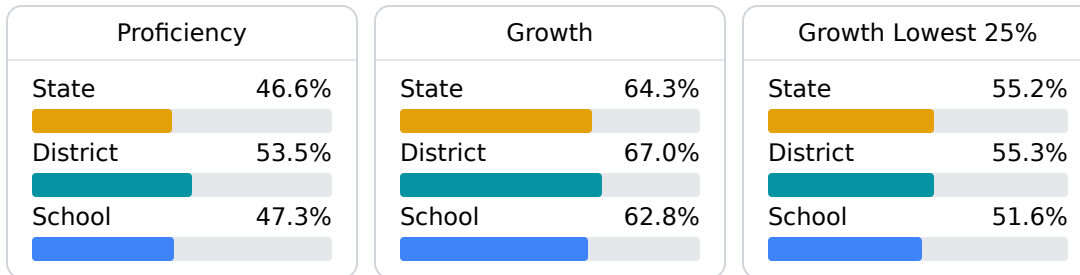 Proficiency
State 46.6%
District 53.5%
School 47.3%
Growth
State 64.3%
District 67.0%
School 62.8%
Growth Lowest 25%
State 55.2%
District 55.3%
School 51.6%